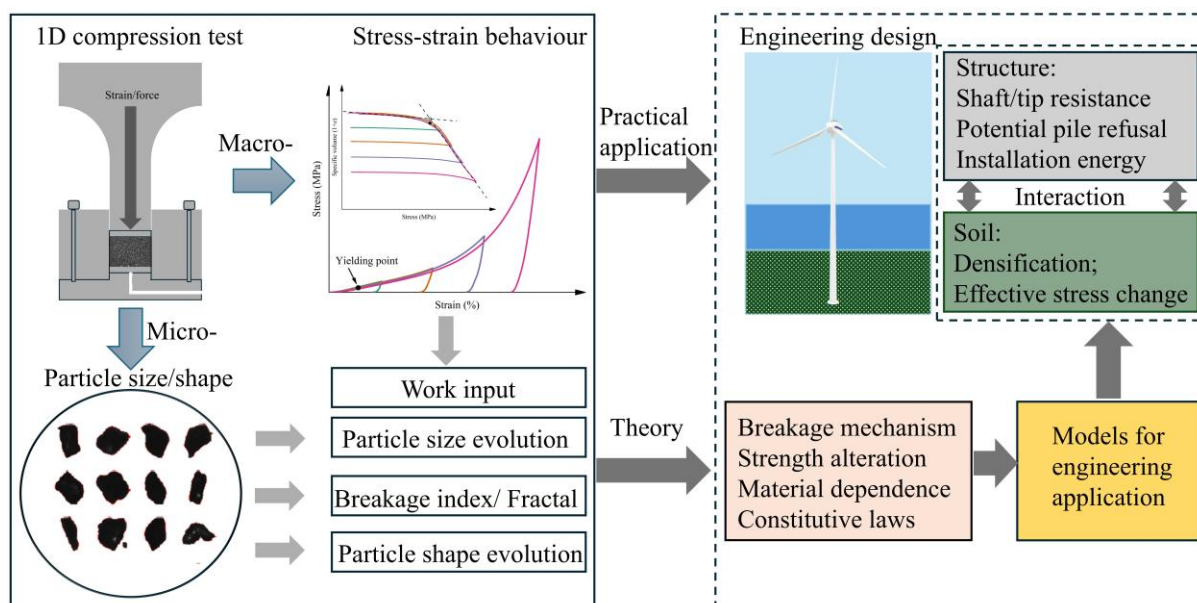 1D compression test
Strain/force
Macro-
Micro-
Particle size/shape
Stress-strain behaviour
Specific volume (1+e)
Stress (MPa)
Stress (MPa)
Yielding point
Strain (%)
Work input
Particle size evolution
Breakage index/ Fractal
Particle shape evolution
Practical
application
Theory
Engineering design
Structure:
Shaft/tip resistance
Potential pile refusal
Installation energy
Interaction
Soil:
Densification;
Effective stress change
Breakage mechanism
Strength alteration
Material dependence
Constitutive laws
Models for
engineering
application